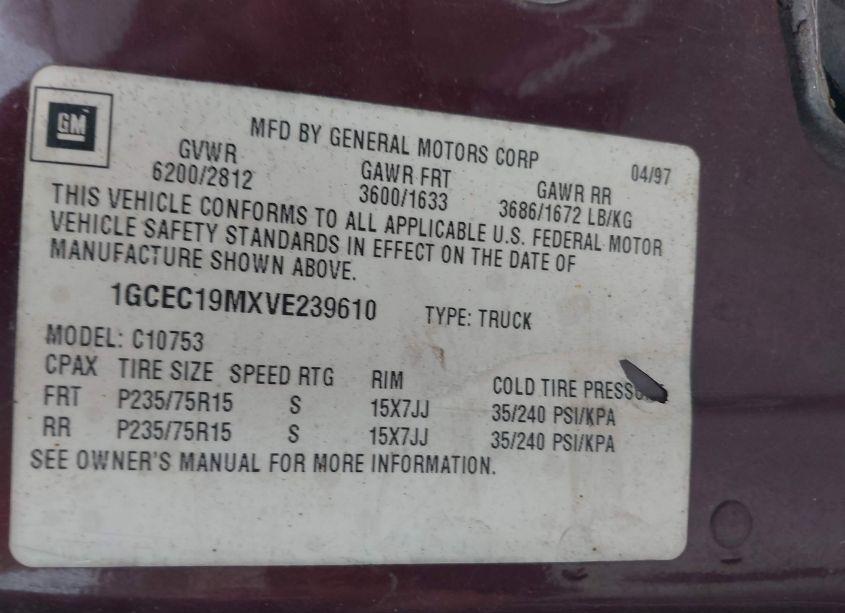 GM
MFD BY GENERAL MOTORS CORP 04/97
GVWR GAWR FRT GAWR RR
6200/2812 3600/1633 3686/1672 LB/KG
THIS VEHICLE CONFORMS TO ALL APPLICABLE U.S. FEDERAL MOTOR
VEHICLE SAFETY STANDARDS IN EFFECT ON THE DATE OF
MANUFACTURE SHOWN ABOVE.
1GCEC19MXVE239610 TYPE: TRUCK
MODEL: C10753
CPAX TIRE SIZE SPEED RTG RIM COLD TIRE
FRT P235/75R15 S 15X7JJ 35/240 PSI/KPA
RR P235/75R15 S 15X7JJ 35/240 PSI/KPA
SEE OWNER'S MANUAL FOR MORE INFORMATION.